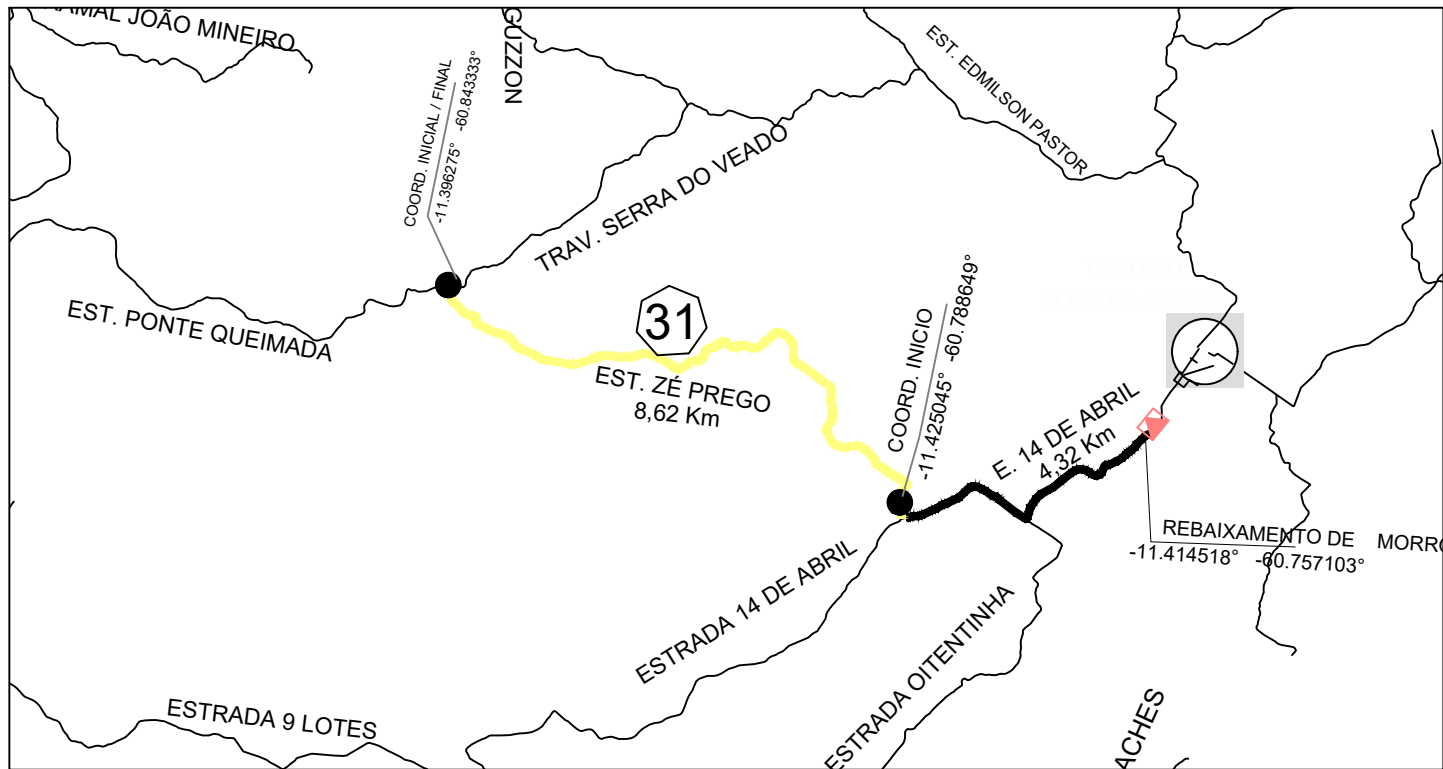 RAMAL JOÃO MINEIRO
GUZZON
EST. EDMILSON PASTOR
COORD. INICIAL / FINAL
-11.396275° -60.843333°
TRAV. SERRA DO VEADO
EST. PONTE QUEIMADA
31
EST. ZÉ PREGO
8,62 Km
COORD. INICIO
-11.425045° -60.788649°
E. 14 DE ABRIL
4,32 Km
REBAIXAMENTO DE MORRO
-11.414518° -60.757103°
ESTRADA 14 DE ABRIL
ESTRADA OITENTINHA
ESTRADA 9 LOTES
ACHES